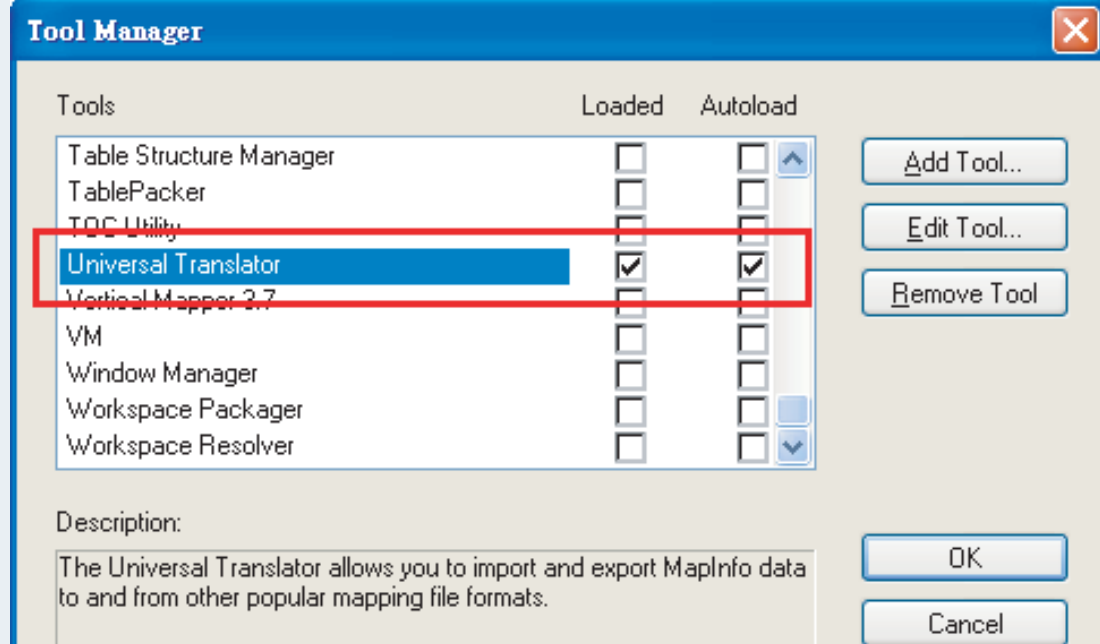 Tool Manager
Tools Loaded Autoload
Table Structure Manager
TablePacker
TOC Utility
Universal Translator
Vertical Mapper 3.7
VM
Window Manager
Workspace Packager
Workspace Resolver
Add Tool...
Edit Tool...
Remove Tool
Description:
The Universal Translator allows you to import and export MapInfo data
to and from other popular mapping file formats.
OK
Cancel